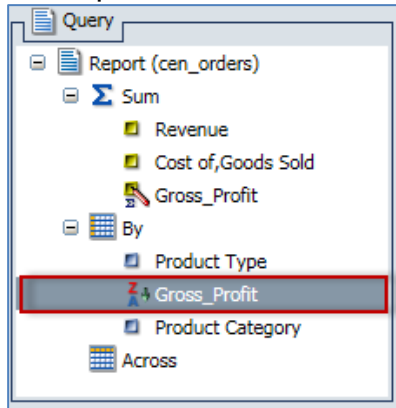 Query
Report (cen_orders)
Σ Sum
Revenue
Cost of,Goods Sold
Gross_Profit
By
Product Type
Gross_Profit
Product Category
Across